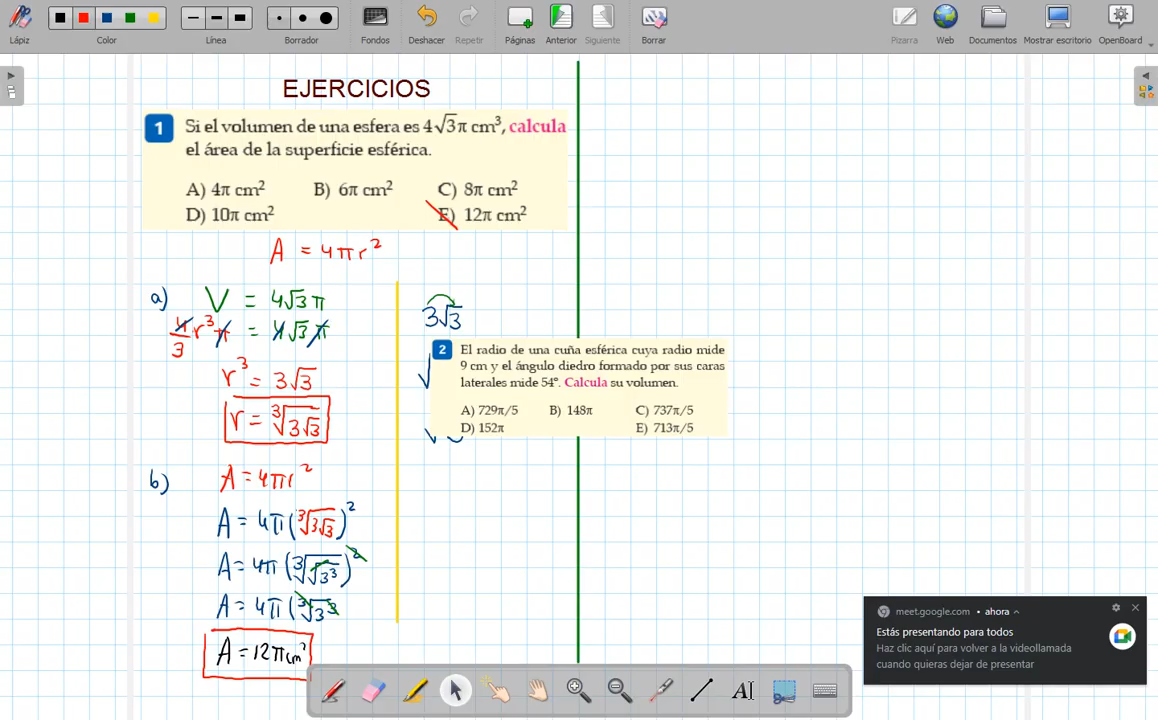 Lápiz
Color
Línea
Borrador
Fondos
Deshacer
Repetir
Páginas
Anterior
Siguiente
Borrar
Pizarra
Web
Documentos
Mostrar escritorio
OpenBoard
EJERCICIOS
1 Si el volumen de una esfera es 4√3π cm³, calcula
el área de la superficie esférica.
A) 4π cm² B) 6π cm² C) 8π cm²
D) 10π cm² E) 12π cm²
A = 4πr²
a) V = 4√3 π
4/3 r³π = 4√3 π
r³ = 3√3
r = ³√3√3
b) A = 4πr²
A = 4π(³√3√3)²
A = 4π(³√√3³)²
A = 4π(³√3³)
A = 12π cm²
3√3
2 El radio de una cuña esférica cuya radio mide
9 cm y el ángulo diedro formado por sus caras
laterales mide 54°. Calcula su volumen.
A) 729π/5 B) 148π C) 737π/5
D) 152π E) 713π/5
meet.google.com • ahora
Estás presentando para todos
Haz clic aquí para volver a la videollamada
cuando quieras dejar de presentar